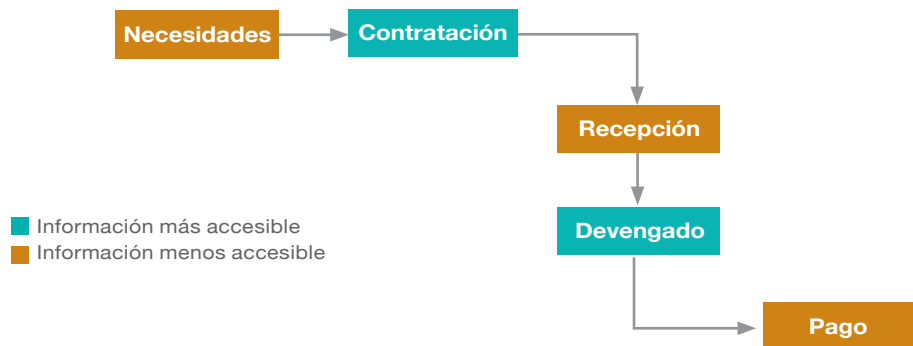 Necesidades
Contratación
Recepción
Devengado
Información más accesible
Información menos accesible
Pago